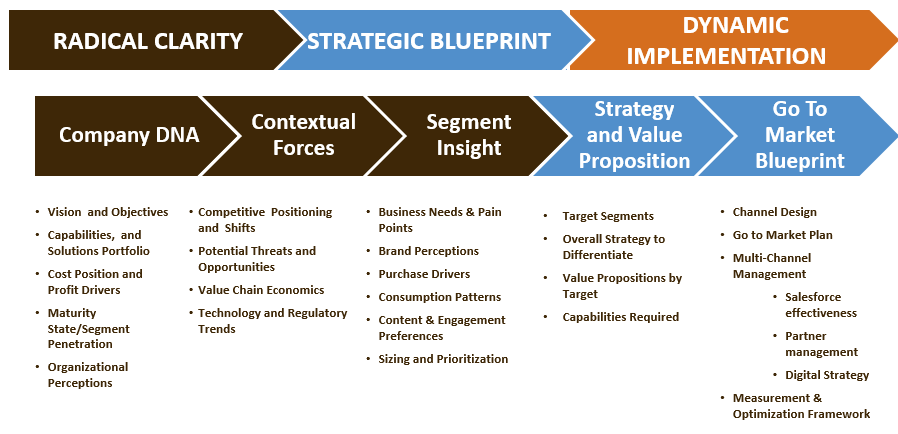 RADICAL CLARITY
STRATEGIC BLUEPRINT
DYNAMIC
IMPLEMENTATION
Company DNA
Contextual
Forces
Segment
Insight
Strategy
and Value
Proposition
Go To
Market
Blueprint
• Vision and Objectives
• Capabilities, and
Solutions Portfolio
• Cost Position and
Profit Drivers
• Maturity
State/Segment
Penetration
• Organizational
Perceptions
• Competitive Positioning
and Shifts
• Potential Threats and
Opportunities
• Value Chain Economics
• Technology and Regulatory
Trends
• Business Needs & Pain
Points
• Brand Perceptions
• Purchase Drivers
• Consumption Patterns
• Content & Engagement
Preferences
• Sizing and Prioritization
• Target Segments
• Overall Strategy to
Differentiate
• Value Propositions by
Target
• Capabilities Required
• Channel Design
• Go to Market Plan
• Multi-Channel
Management
• Salesforce
effectiveness
• Partner
management
• Digital Strategy
• Measurement &
Optimization Framework